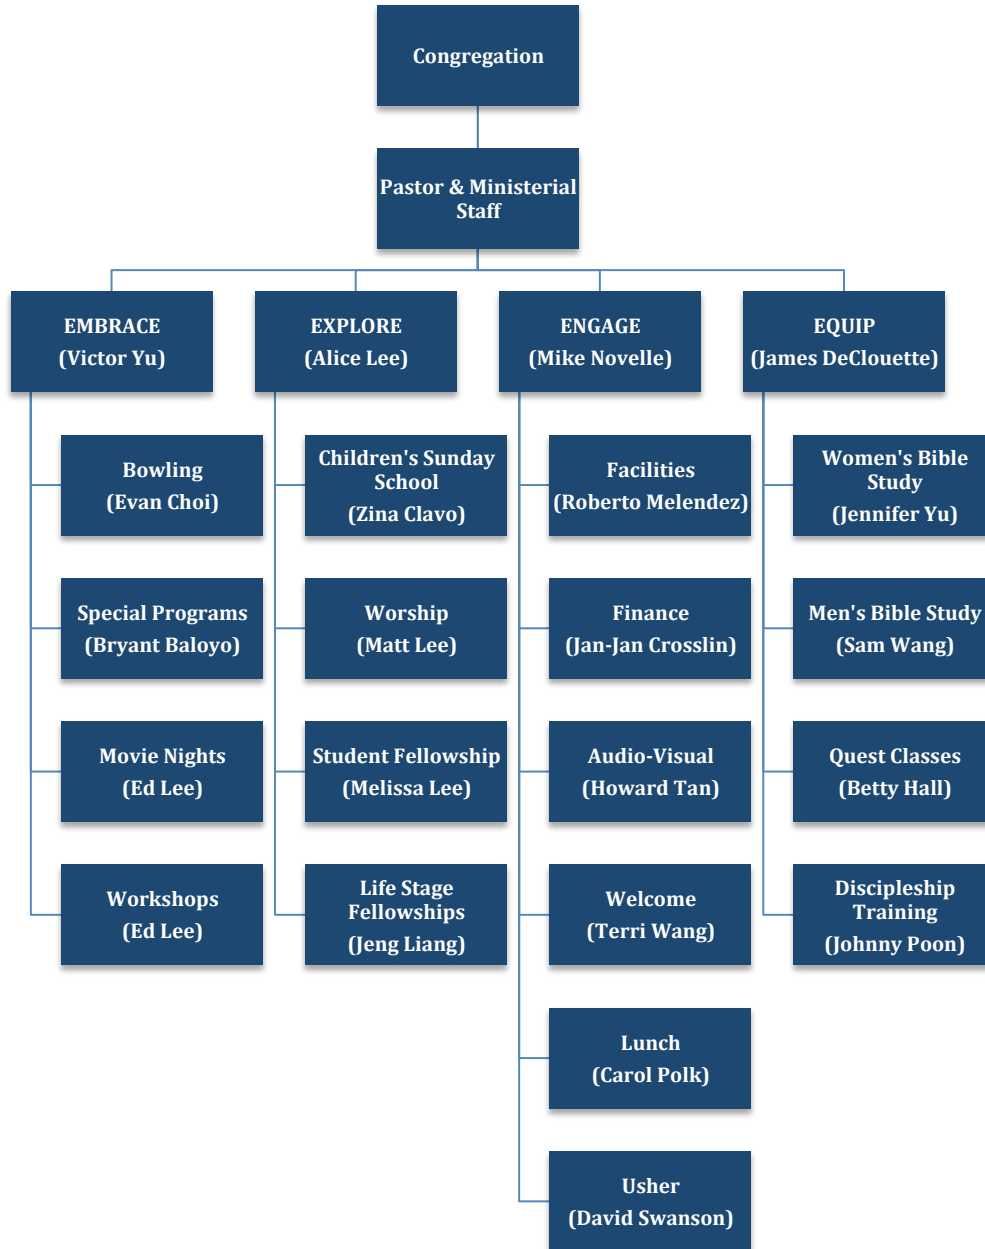 Congregation
Pastor & Ministerial
Staff
EMBRACE
(Victor Yu)
Bowling
(Evan Choi)
Special Programs
(Bryant Baloyo)
Movie Nights
(Ed Lee)
Workshops
(Ed Lee)
EXPLORE
(Alice Lee)
Children's Sunday
School
(Zina Clavo)
Worship
(Matt Lee)
Student Fellowship
(Melissa Lee)
Life Stage
Fellowships
(Jeng Liang)
ENGAGE
(Mike Novelle)
Facilities
(Roberto Melendez)
Finance
(Jan-Jan Crosslin)
Audio-Visual
(Howard Tan)
Welcome
(Terri Wang)
Lunch
(Carol Polk)
Usher
(David Swanson)
EQUIP
(James DeClouette)
Women's Bible
Study
(Jennifer Yu)
Men's Bible Study
(Sam Wang)
Quest Classes
(Betty Hall)
Discipleship
Training
(Johnny Poon)